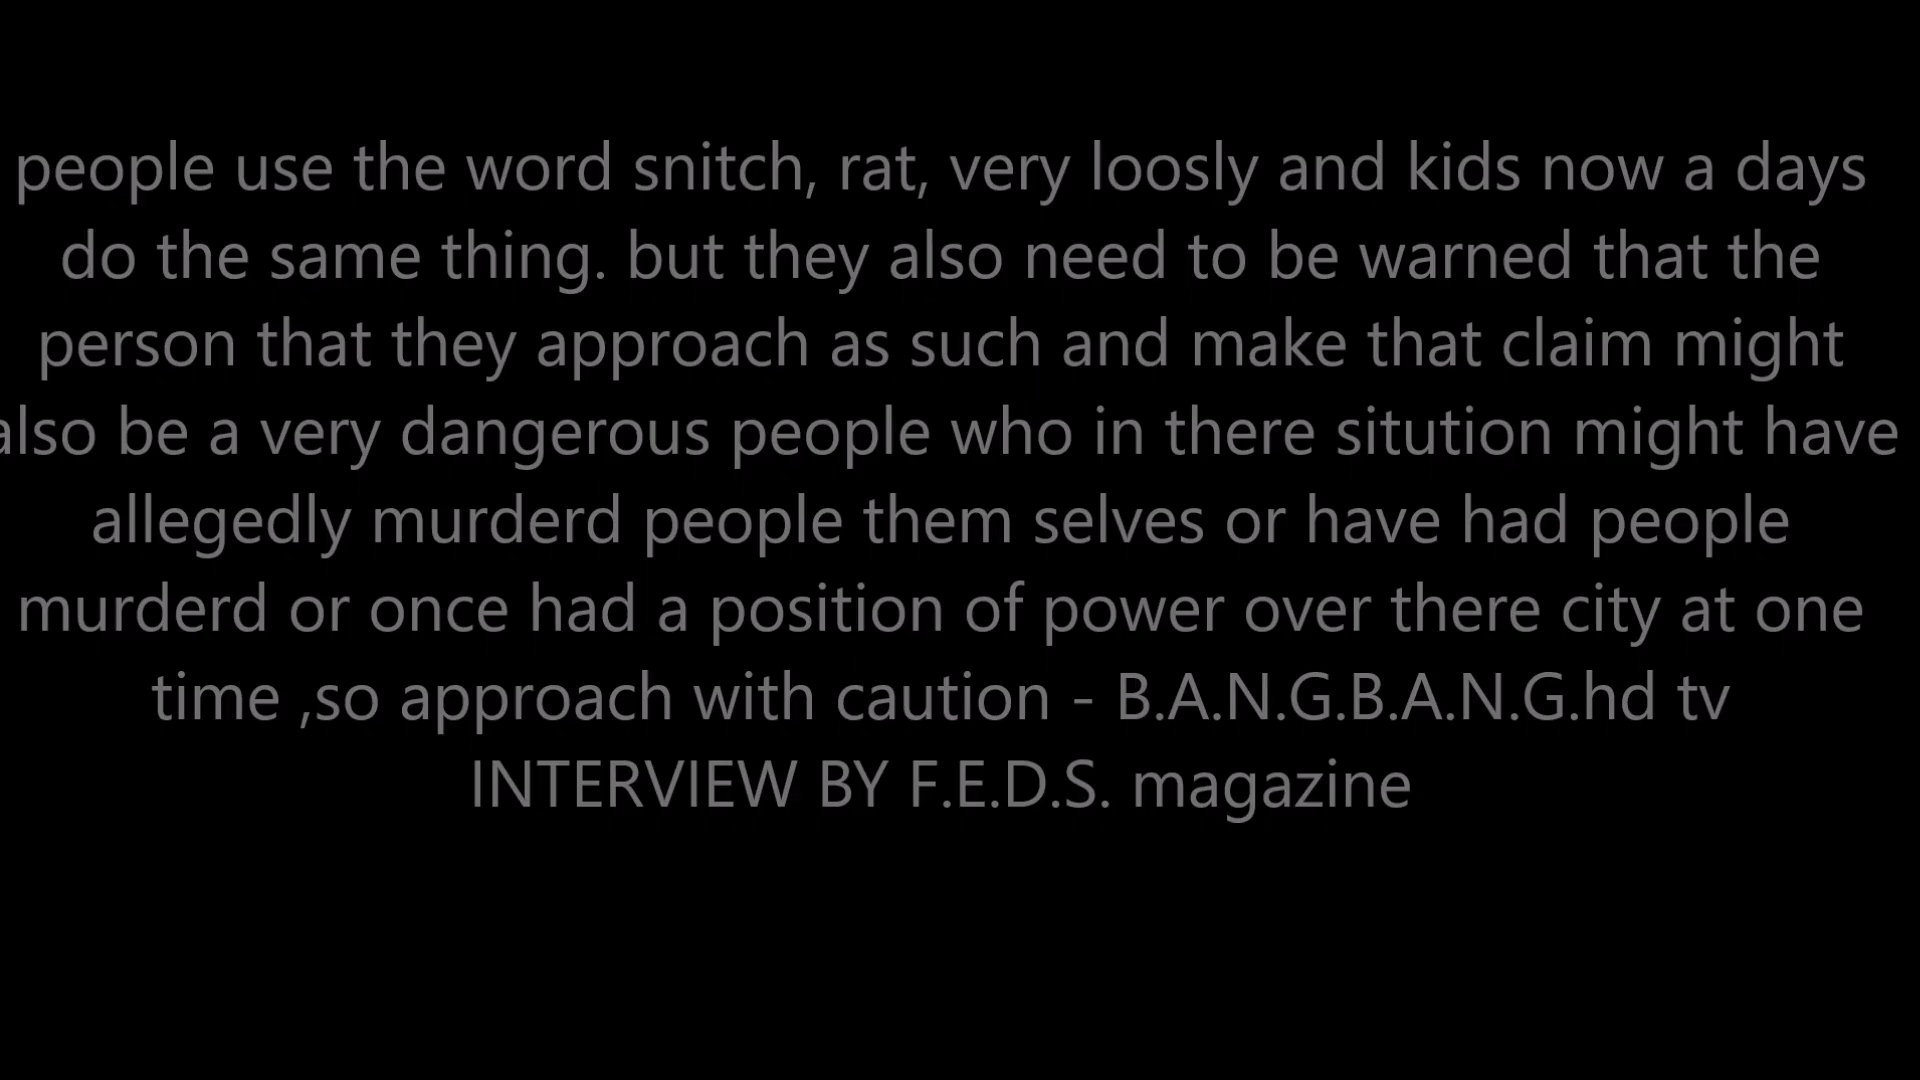 people use the word snitch, rat, very loosly and kids now a days
do the same thing. but they also need to be warned that the
person that they approach as such and make that claim might
also be a very dangerous people who in there sitution might have
allegedly murderd people them selves or have had people
murderd or once had a position of power over there city at one
time ,so approach with caution - B.A.N.G.B.A.N.G.hd tv
INTERVIEW BY F.E.D.S. magazine